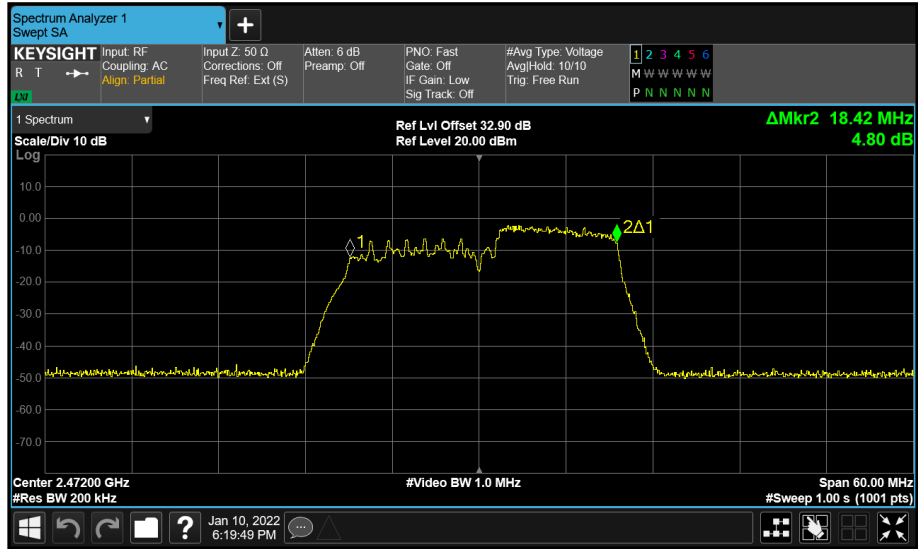 Spectrum Analyzer 1
Swept SA
+
KEYSIGHT
R T
LXI
Input: RF
Coupling: AC
Align: Partial
Input Z: 50 Ω
Corrections: Off
Freq Ref: Ext (S)
Atten: 6 dB
Preamp: Off
PNO: Fast
Gate: Off
IF Gain: Low
Sig Track: Off
#Avg Type: Voltage
Avg|Hold: 10/10
Trig: Free Run
1 2 3 4 5 6
M W W W W W
P N N N N N
1 Spectrum
Scale/Div 10 dB
Log
Ref Lvl Offset 32.90 dB
Ref Level 20.00 dBm
ΔMkr2 18.42 MHz
4.80 dB
10.0
0.00
-10.0
-20.0
-30.0
-40.0
-50.0
-60.0
-70.0
1
2Δ1
Center 2.47200 GHz
#Res BW 200 kHz
#Video BW 1.0 MHz
Span 60.00 MHz
#Sweep 1.00 s (1001 pts)
?
Jan 10, 2022
6:19:49 PM